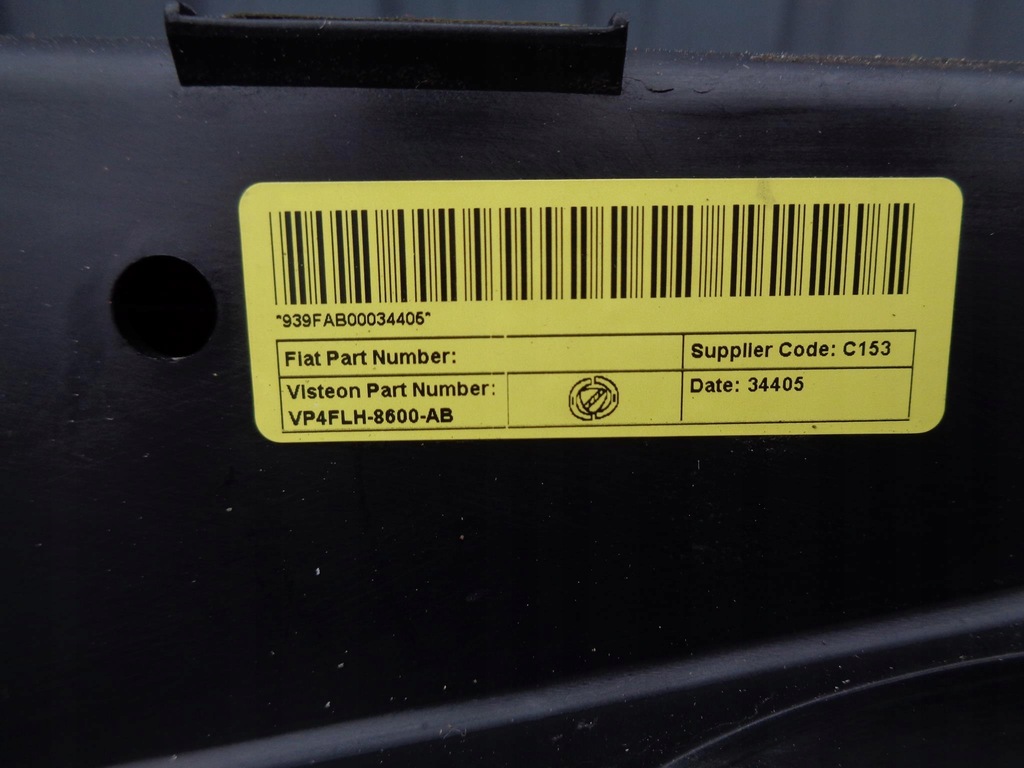 *939FAB00034405*
Fiat Part Number:
Supplier Code: C153
Visteon Part Number:
VP4FLH-8600-AB
Date: 34405